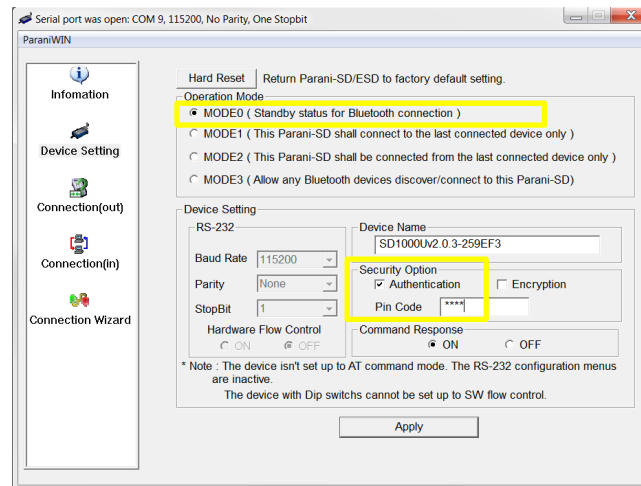 Serial port was open: COM 9, 115200, No Parity, One Stopbit
ParaniWIN
Infomation
Device Setting
Connection(out)
Connection(in)
Connection Wizard
Hard Reset Return Parani-SD/ESD to factory default setting.
Operation Mode
MODE0 ( Standby status for Bluetooth connection )
MODE1 ( This Parani-SD shall connect to the last connected device only )
MODE2 ( This Parani-SD shall be connected from the last connected device only )
MODE3 ( Allow any Bluetooth devices discover/connect to this Parani-SD)
Device Setting
RS-232
Baud Rate 115200
Parity None
StopBit 1
Hardware Flow Control
ON OFF
Device Name
SD1000Uv2.0.3-259EF3
Security Option
Authentication Encryption
Pin Code ****
Command Response
ON OFF
* Note : The device isn't set up to AT command mode. The RS-232 configuration menus
are inactive.
The device with Dip switchs cannot be set up to SW flow control.
Apply